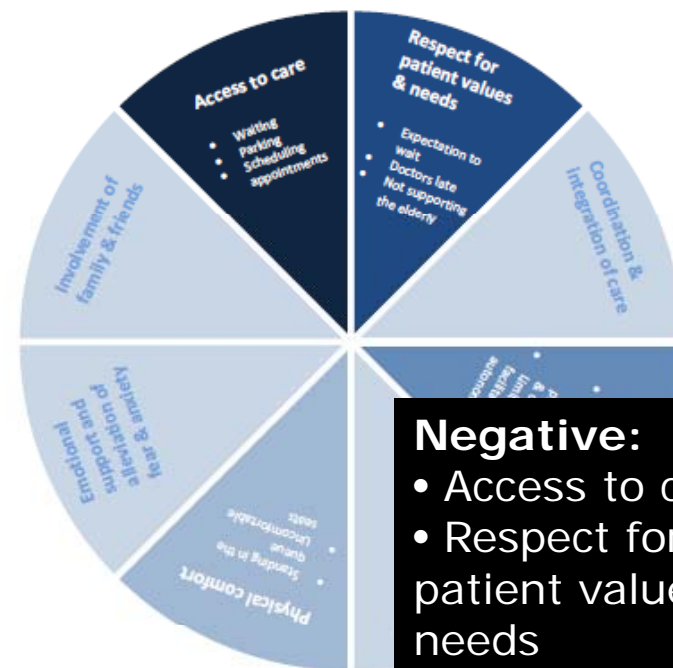 Access to care
• Waiting
• Parking
• Scheduling
appointments
Respect for
patient values
& needs
• Expectation to
wait
• Doctors late
• Not supporting
the elderly
Coordination &
integration of care
Involvement of
family & friends
Emotional
support and
alleviation of
fear & anxiety
Physical comfort
• Standing in the
queue
• Uncomfortable
seats
Negative:
• Access to
• Respect for
patient
needs